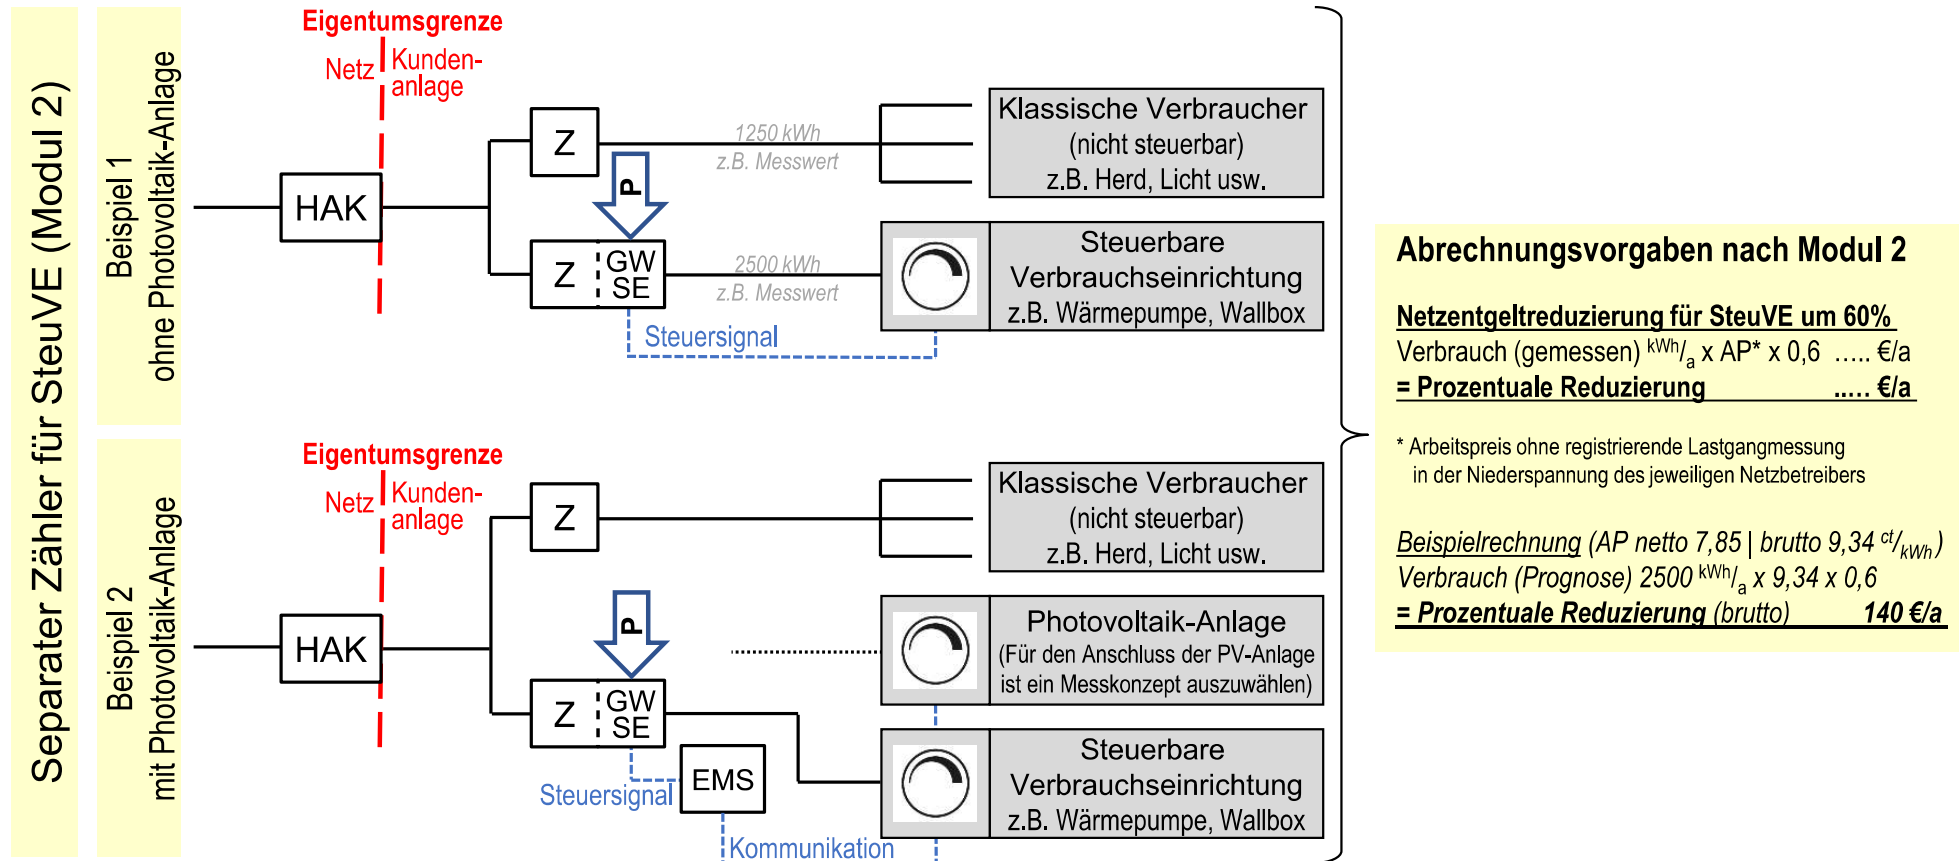 Separater Zähler für SteuVE (Modul 2)
Beispiel 1
ohne Photovoltaik-Anlage
Eigentumsgrenze
Netz
Kunden-
anlage
HAK
Z
1250 kWh
z.B. Messwert
P
Z
GW
SE
2500 kWh
z.B. Messwert
Steuersignal
Klassische Verbraucher
(nicht steuerbar)
z.B. Herd, Licht usw.
Steuerbare
Verbrauchseinrichtung
z.B. Wärmepumpe, Wallbox
Beispiel 2
mit Photovoltaik-Anlage
Eigentumsgrenze
Netz
Kunden-
anlage
HAK
Z
P
Z
GW
SE
Steuersignal
EMS
Kommunikation
Klassische Verbraucher
(nicht steuerbar)
z.B. Herd, Licht usw.
Photovoltaik-Anlage
(Für den Anschluss der PV-Anlage
ist ein Messkonzept auszuwählen)
Steuerbare
Verbrauchseinrichtung
z.B. Wärmepumpe, Wallbox
Abrechnungsvorgaben nach Modul 2
Netzentgeltreduzierung für SteuVE um 60%
Verbrauch (gemessen) kWh/a x AP* x 0,6 ..... €/a
= Prozentuale Reduzierung ..... €/a
* Arbeitspreis ohne registrierende Lastgangmessung
in der Niederspannung des jeweiligen Netzbetreibers
Beispielrechnung (AP netto 7,85 | brutto 9,34 ct/kWh)
Verbrauch (Prognose) 2500 kWh/a x 9,34 x 0,6
= Prozentuale Reduzierung (brutto) 140 €/a